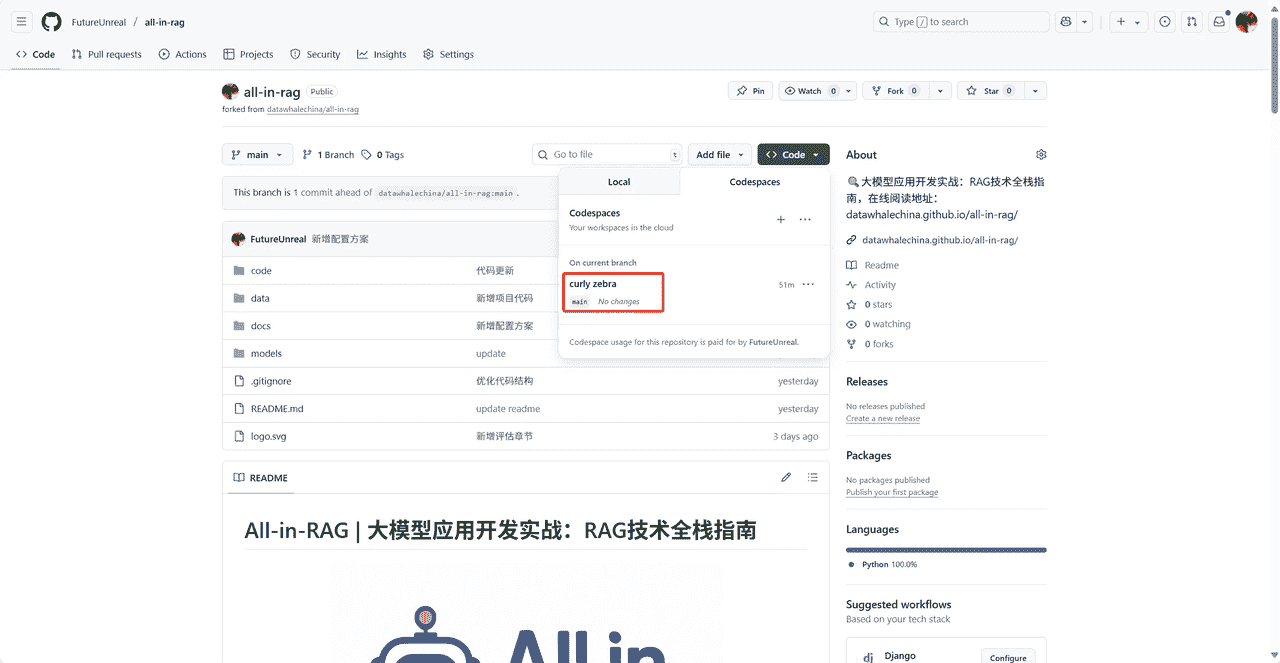 FutureUnreal / all-in-rag
Type / to search
Code Pull requests Actions Projects Security Insights Settings
all-in-rag Public
Pin Watch 0 Fork 0 Star 0
forked from datawhalechina/all-in-rag
main 1 Branch 0 Tags
Go to file t Add file Code
This branch is 1 commit ahead of datawhalechina/all-in-rag:main .
Local Codespaces
Codespaces
Your workspaces in the cloud
On current branch
curly zebra
51m
main No changes
Codespace usage for this repository is paid for by FutureUnreal.
FutureUnreal 新增配置方案
code 代码更新
data 新增项目代码
docs 新增配置方案
models update
.gitignore 优化代码结构 yesterday
README.md update readme yesterday
logo.svg 新增评估章节 3 days ago
README
All-in-RAG | 大模型应用开发实战：RAG技术全栈指南
All in
About
大模型应用开发实战：RAG技术全栈指
南，在线阅读地址：
datawhalechina.github.io/all-in-rag/
datawhalechina.github.io/all-in-rag/
Readme
Activity
0 stars
0 watching
0 forks
Releases
No releases published
Create a new release
Packages
No packages published
Publish your first package
Languages
Python 100.0%
Suggested workflows
Based on your tech stack
dj Django Configure